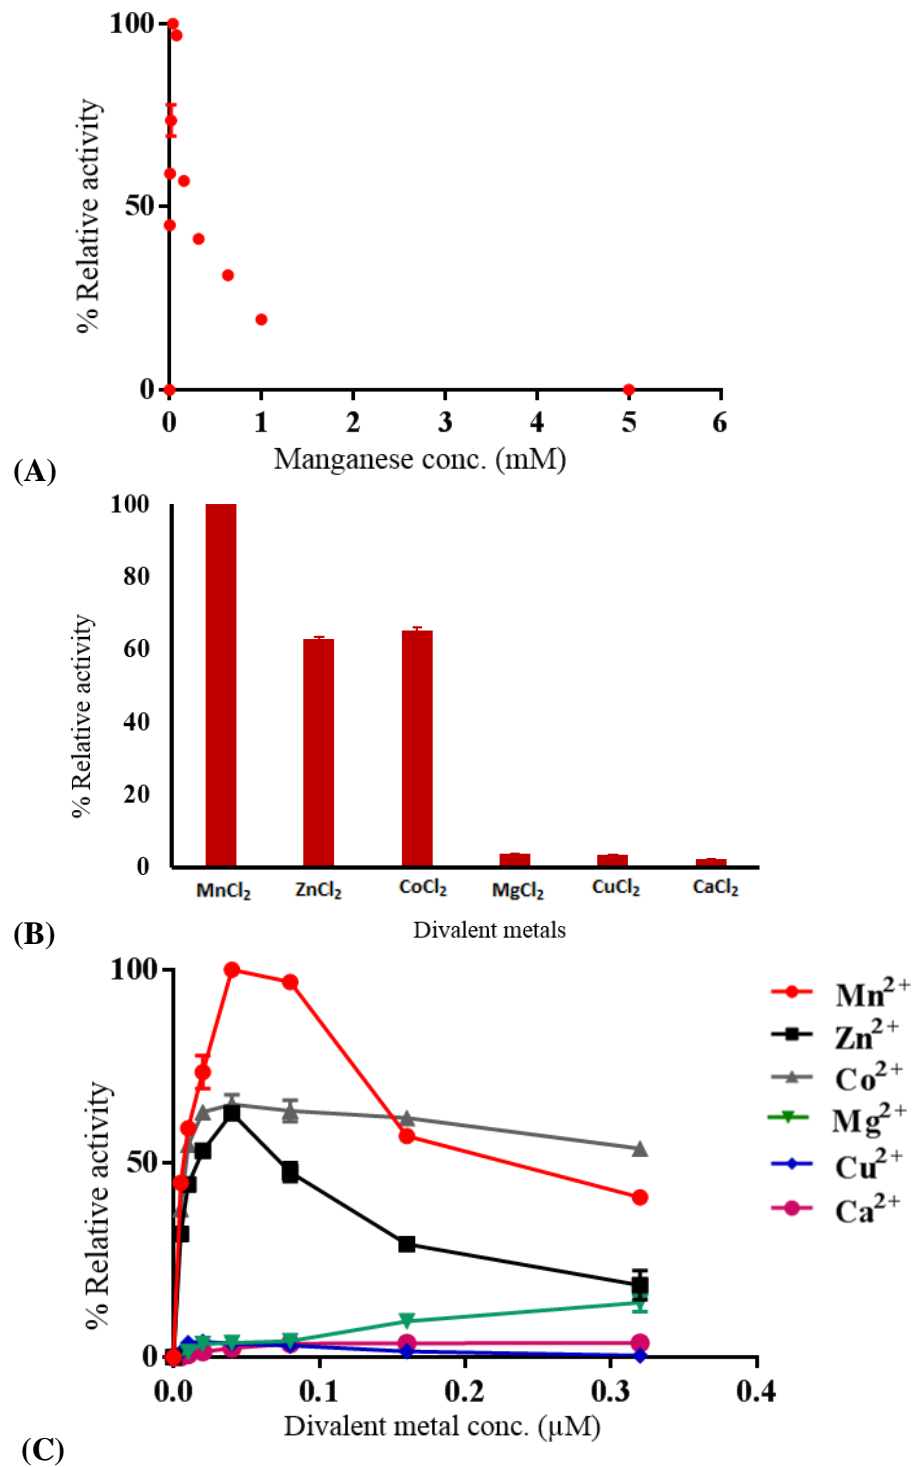 100
50
0
% Relative activity
0 1 2 3 4 5 6
Manganese conc. (mM)
(A)
100
80
60
40
20
0
% Relative activity
MnCl₂ ZnCl₂ CoCl₂ MgCl₂ CuCl₂ CaCl₂
Divalent metals
(B)
100
50
0
% Relative activity
0.0 0.1 0.2 0.3 0.4
Divalent metal conc. (µM)
Mn²⁺
Zn²⁺
Co²⁺
Mg²⁺
Cu²⁺
Ca²⁺
(C)